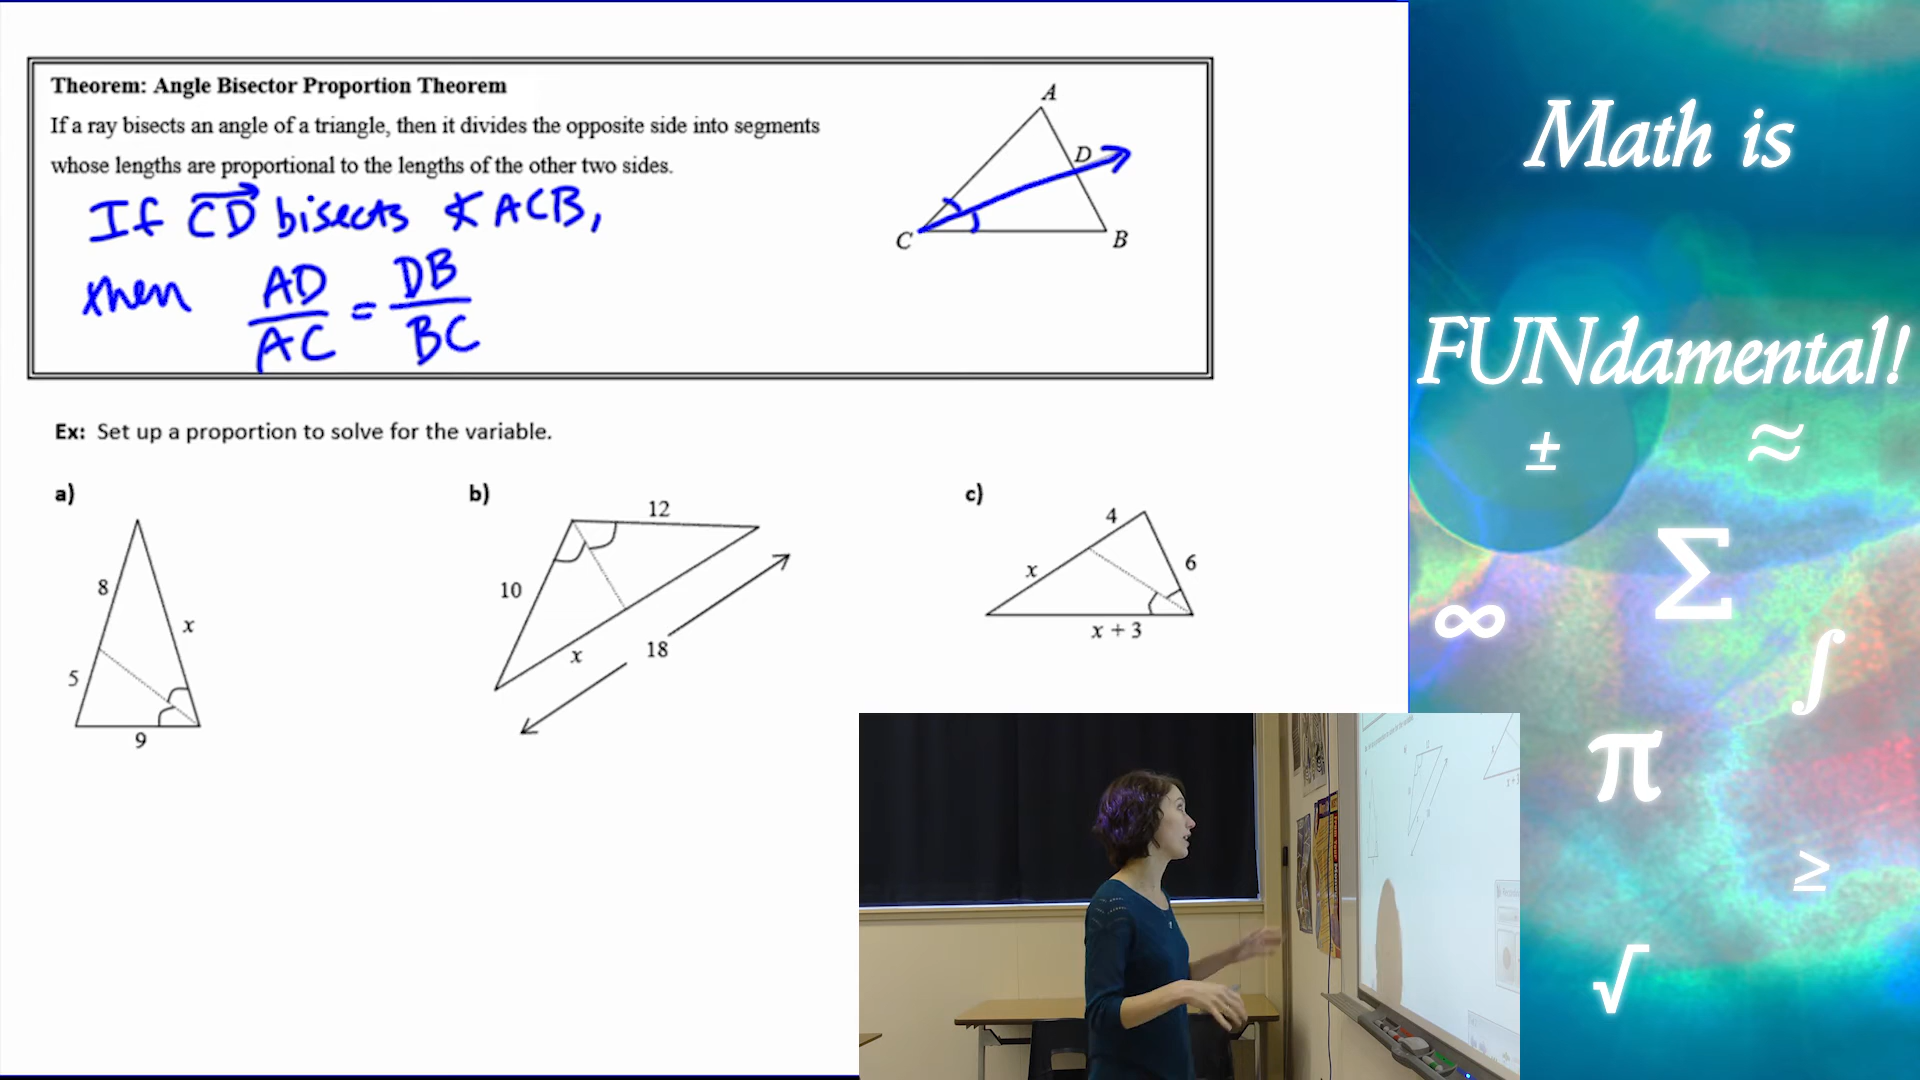 Theorem: Angle Bisector Proportion Theorem
If a ray bisects an angle of a triangle, then it divides the opposite side into segments
whose lengths are proportional to the lengths of the other two sides.
If CD bisects ∢ ACB,
then AD/AC = DB/BC
A
D
C
B
Ex: Set up a proportion to solve for the variable.
a)
8
x
5
9
b)
12
10
x
18
c)
4
6
x
x + 3
Math is
FUNdamental!
± ≈
∑
∞
∫
π
≥
√